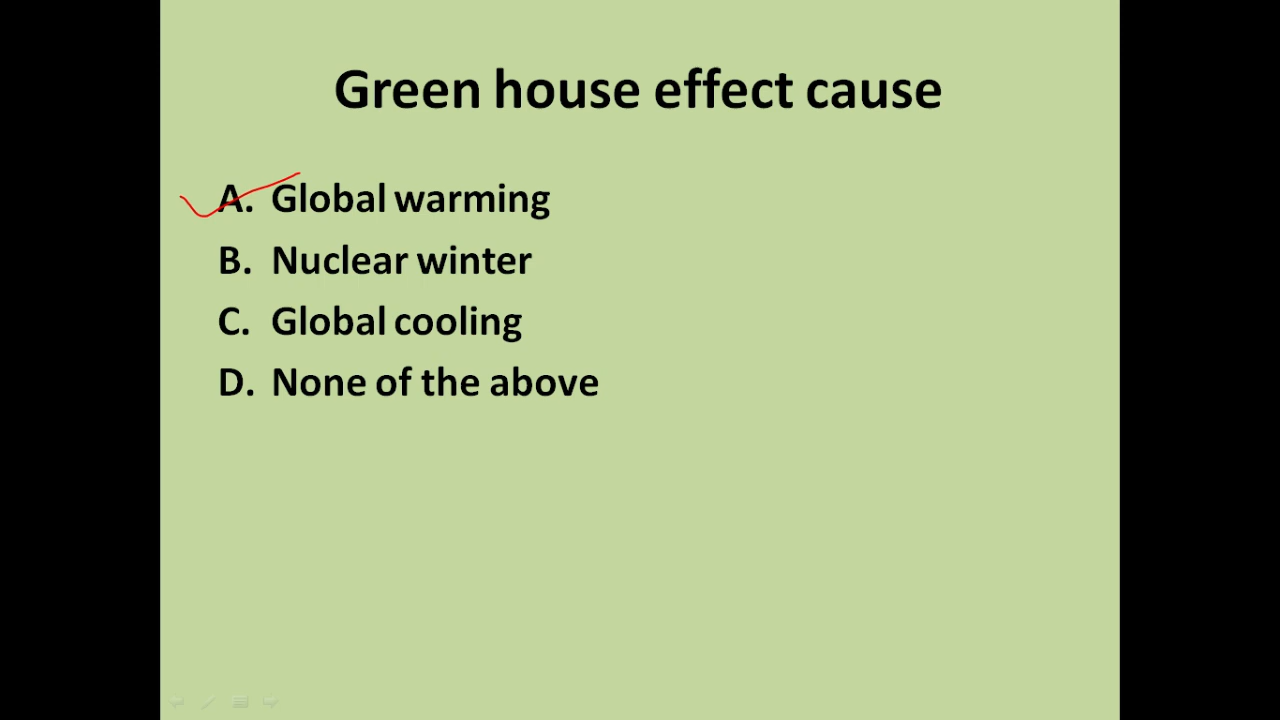 Green house effect cause
A. Global warming
B. Nuclear winter
C. Global cooling
D. None of the above